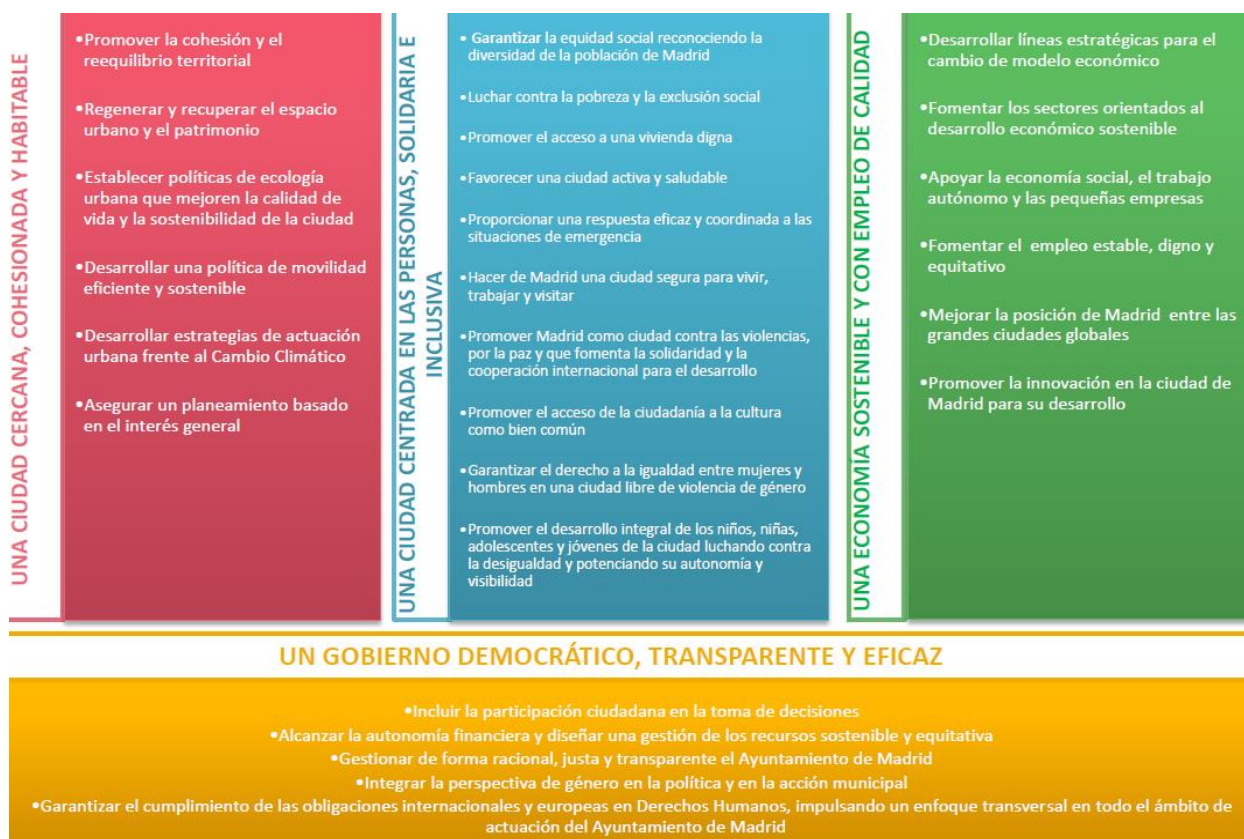 UNA CIUDAD CERCANA, COHESIONADA Y HABITABLE
•Promover la cohesión y el
reequilibrio territorial
•Regenerar y recuperar el espacio
urbano y el patrimonio
•Establecer políticas de ecología
urbana que mejoren la calidad de
vida y la sostenibilidad de la ciudad
•Desarrollar una política de movilidad
eficiente y sostenible
•Desarrollar estrategias de actuación
urbana frente al Cambio Climático
•Asegurar un planeamiento basado
en el interés general
UNA CIUDAD CENTRADA EN LAS PERSONAS, SOLIDARIA E
INCLUSIVA
• Garantizar la equidad social reconociendo la
diversidad de la población de Madrid
•Luchar contra la pobreza y la exclusión social
•Promover el acceso a una vivienda digna
•Favorecer una ciudad activa y saludable
•Proporcionar una respuesta eficaz y coordinada a las
situaciones de emergencia
•Hacer de Madrid una ciudad segura para vivir,
trabajar y visitar
•Promover Madrid como ciudad contra las violencias,
por la paz y que fomenta la solidaridad y la
cooperación internacional para el desarrollo
•Promover el acceso de la ciudadanía a la cultura
como bien común
•Garantizar el derecho a la igualdad entre mujeres y
hombres en una ciudad libre de violencia de género
•Promover el desarrollo integral de los niños, niñas,
adolescentes y jóvenes de la ciudad luchando contra
la desigualdad y potenciando su autonomía y
visibilidad
UNA ECONOMÍA SOSTENIBLE Y CON EMPLEO DE CALIDAD
•Desarrollar líneas estratégicas para el
cambio de modelo económico
•Fomentar los sectores orientados al
desarrollo económico sostenible
•Apoyar la economía social, el trabajo
autónomo y las pequeñas empresas
•Fomentar el empleo estable, digno y
equitativo
•Mejorar la posición de Madrid entre las
grandes ciudades globales
•Promover la innovación en la ciudad de
Madrid para su desarrollo
UN GOBIERNO DEMOCRÁTICO, TRANSPARENTE Y EFICAZ
•Incluir la participación ciudadana en la toma de decisiones
•Alcanzar la autonomía financiera y diseñar una gestión de los recursos sostenible y equitativa
•Gestionar de forma racional, justa y transparente el Ayuntamiento de Madrid
•Integrar la perspectiva de género en la política y en la acción municipal
•Garantizar el cumplimiento de las obligaciones internacionales y europeas en Derechos Humanos, impulsando un enfoque transversal en todo el ámbito de
actuación del Ayuntamiento de Madrid